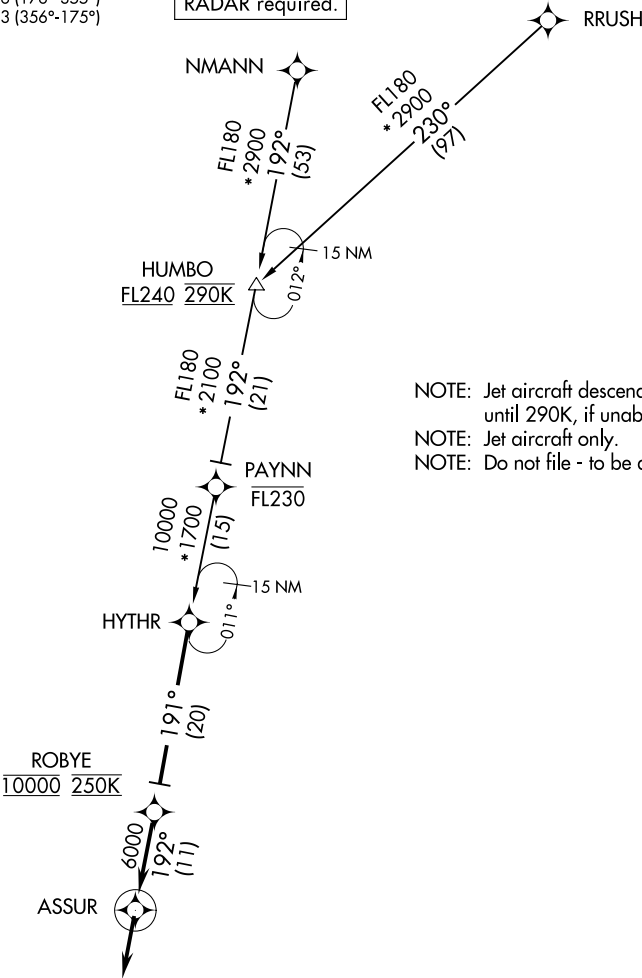 3 (356°-175°)
RADAR required.
RRUSH
NMANN
FL180
*2900
192°
(53)
FL180
*2900
230°
(97)
15 NM
HUMBO
FL240 290K
012°
FL180
*2100
192°
(21)
NOTE: Jet aircraft
until 290K, if
NOTE: Jet aircraft only.
NOTE: Do not file - to be
PAYNN
FL230
10000
*1700
(15)
15 NM
011°
HYTHR
191°
(20)
ROBYE
10000 250K
6000
192°
(11)
ASSUR